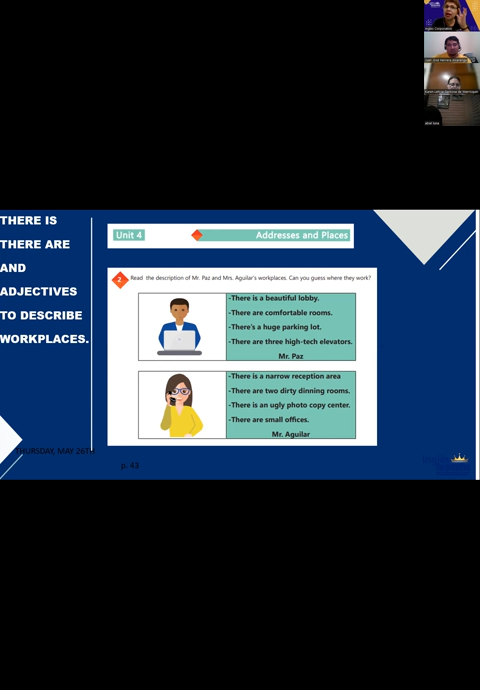 THERE IS
THERE ARE
AND
ADJECTIVES
TO DESCRIBE
WORKPLACES.
THURSDAY, MAY 26TH
p. 43
Unit 4
Addresses and Places
2
Read the description of Mr. Paz and Mrs. Aguilar's workplaces. Can you guess where they work?
-There is a beautiful lobby.
-There are comfortable rooms.
-There's a huge parking lot.
-There are three high-tech elevators.
Mr. Paz
-There is a narrow reception area
-There are two dirty dinning rooms.
-There is an ugly photo copy center.
-There are small offices.
Mr. Aguilar